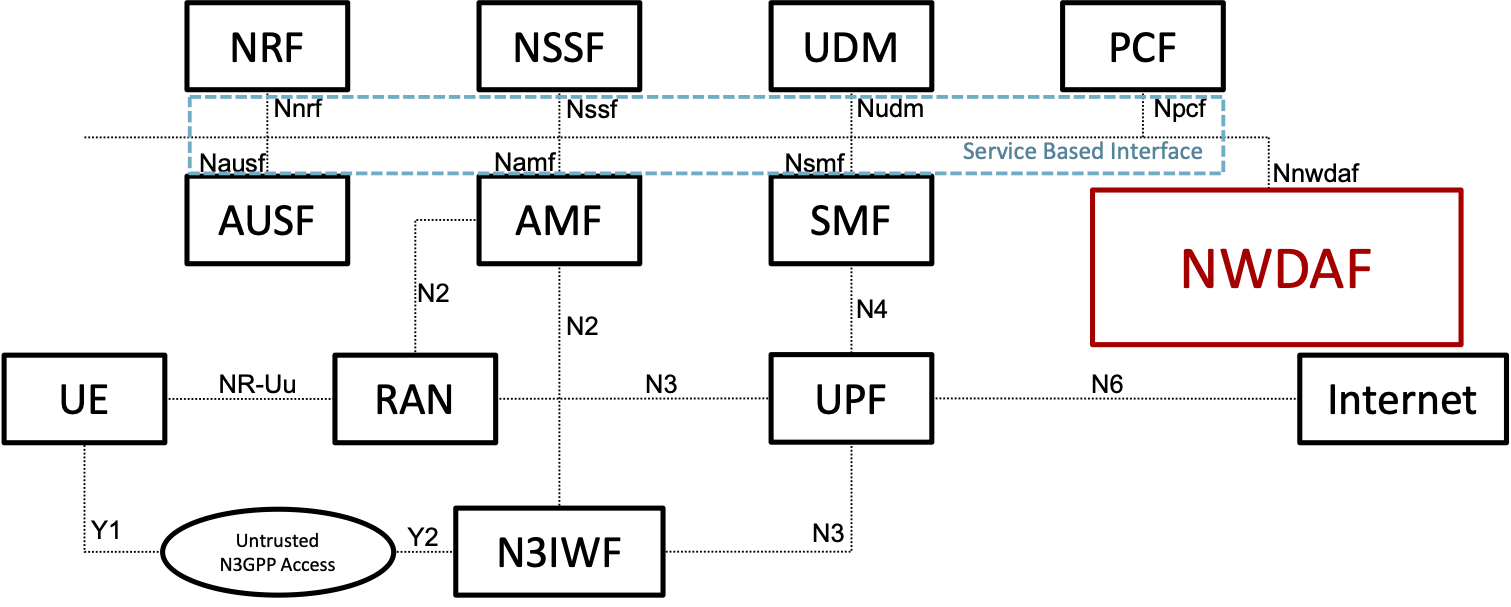 NRF
NSSF
UDM
PCF
Nnrf
Nssf
Nudm
Npcf
Service Based Interface
Nausf
Namf
Nsmf
Nnwdaf
AUSF
AMF
SMF
NWDAF
N2
N2
N4
UE
NR-Uu
RAN
N3
UPF
N6
Internet
Y1
Untrusted
N3GPP Access
Y2
N3IWF
N3